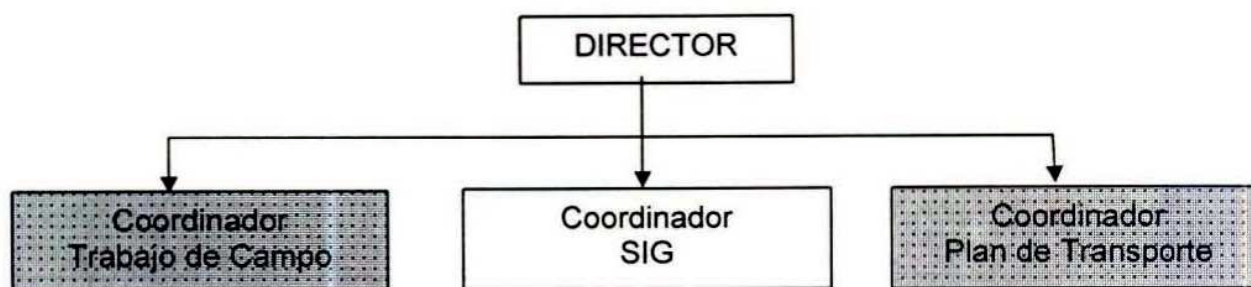 DIRECTOR
Coordinador
Trabajo de Campo
Coordinador
SIG
Coordinador
Plan de Transporte